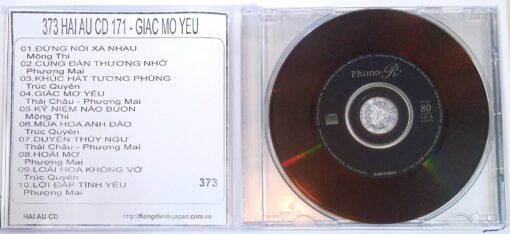 373 HAI AU CD 171 - GIAC MO YEU
01.ĐỪNG NÓI XA NHAU
Mộng Thi
02.CUNG ĐÀN THƯƠNG NHỚ
Phương Mai
03.KHÚC HÁT TƯƠNG PHÙNG
Trúc Quyên
04.GIẤC MƠ YÊU
Thái Châu - Phương Mai
05.KỶ NIỆM NÀO BUỒN
Mộng Thi
06.MÙA HOA ANH ĐÀO
Trúc Quyên
07.DUYÊN THỦY NGƯ
Thái Châu - Phương Mai
08.HOÀI MƠ
Phương Mai
09.LOÀI HOA KHÔNG VỠ
Trúc Quyên
10.LỜI ĐẮP TÌNH YÊU
Phương Mai
373
HAI AU CD
http://bangdientujapan.com.vn/
Phono-R
80
CD-R